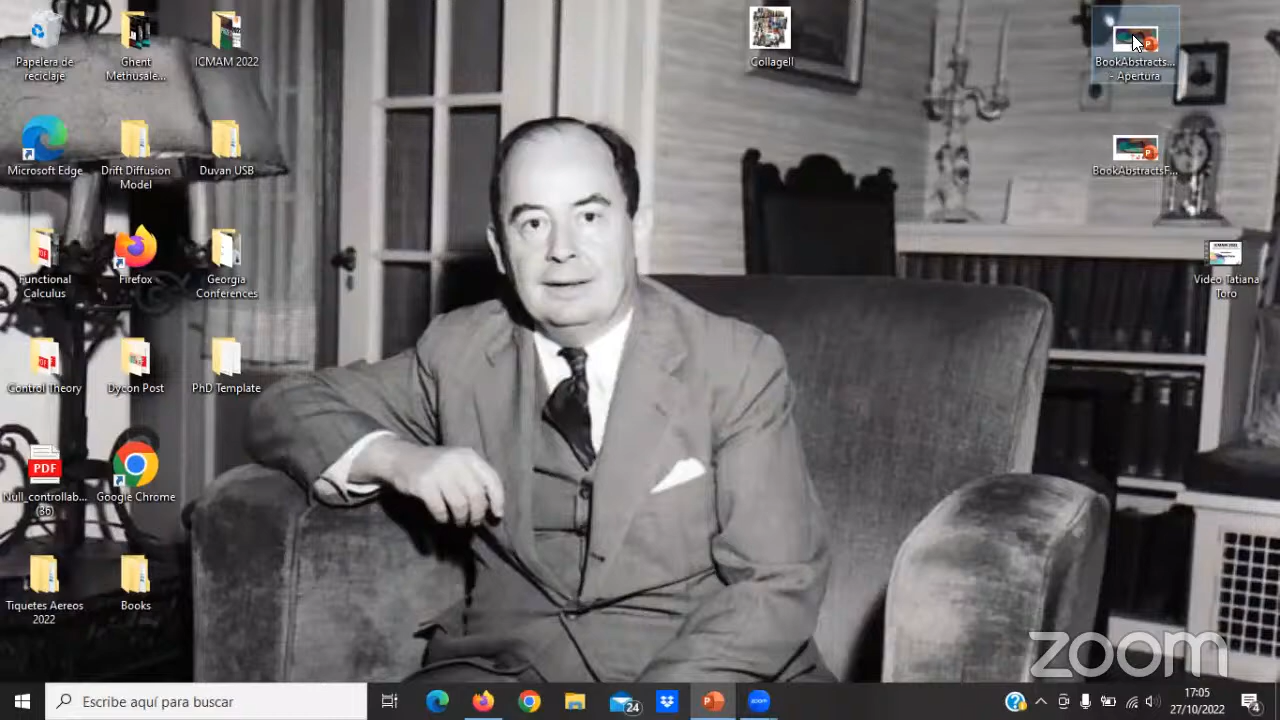 Papelera de
reciclaje
Ghent
Methusale...
ICMAM 2022
Collagell
BookAbstracts...
- Apertura
Microsoft Edge
Drift Diffusion
Model
Duvan USB
BookAbstractsF...
Functional
Calculus
Firefox
Georgia
Conferences
Video Tatiana
Toro
Control Theory
Dycon Post
PhD Template
PDF
Null_controllab...
(36)
Google Chrome
Tiquetes Aereos
2022
Books
zoom
Escribe aquí para buscar
24
zoom
17:05
27/10/2022
4